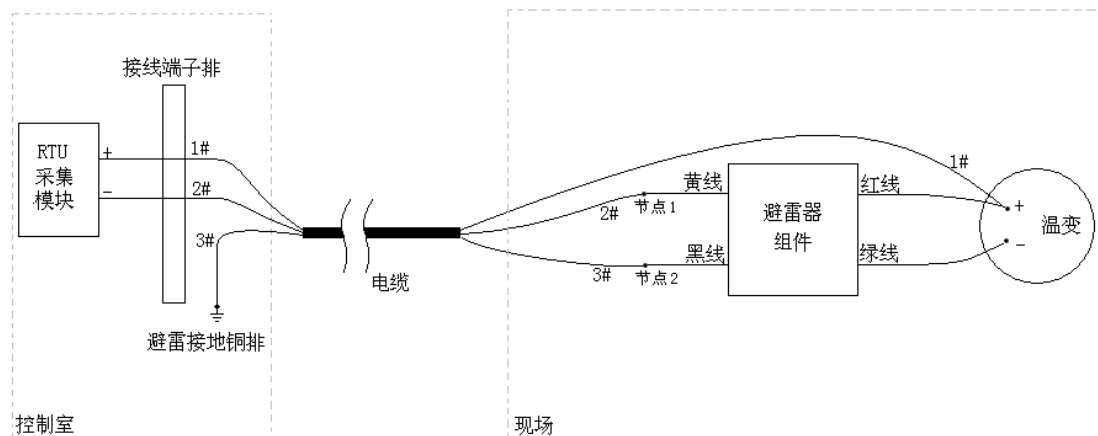 接线端子排
RTU
采集
模块
+
−
1#
2#
3#
避雷接地铜排
控制室
电缆
1#
2#
节点1
3#
节点2
黄线
黑线
避雷器
组件
红线
绿线
+
−
温变
现场